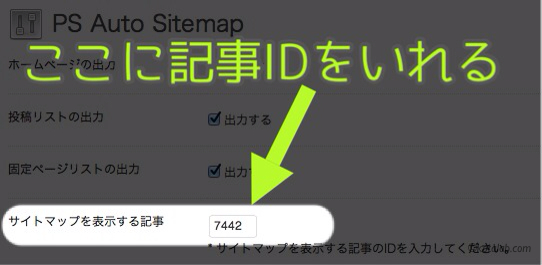 PS Auto Sitemap
ここに記事IDをいれる
ホームページの出力
投稿リストの出力
出力する
固定ページリストの出力
サイトマップを表示する記事
7442
* サイトマップを表示する記事のIDを入力してください。